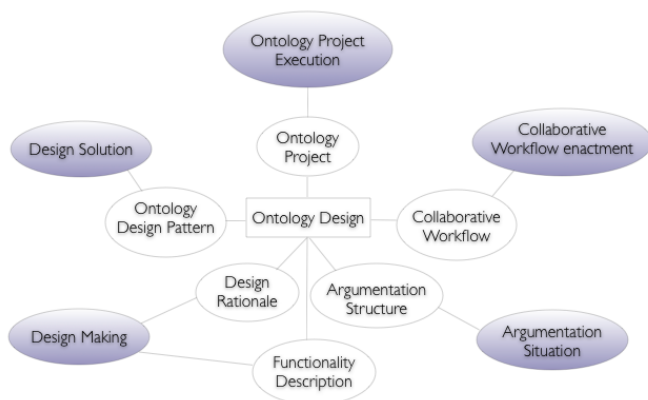 Ontology Project
Execution
Ontology
Project
Design Solution
Collaborative
Workflow enactment
Ontology
Design Pattern
Ontology Design
Collaborative
Workflow
Design
Rationale
Argumentation
Structure
Design Making
Functionality
Description
Argumentation
Situation